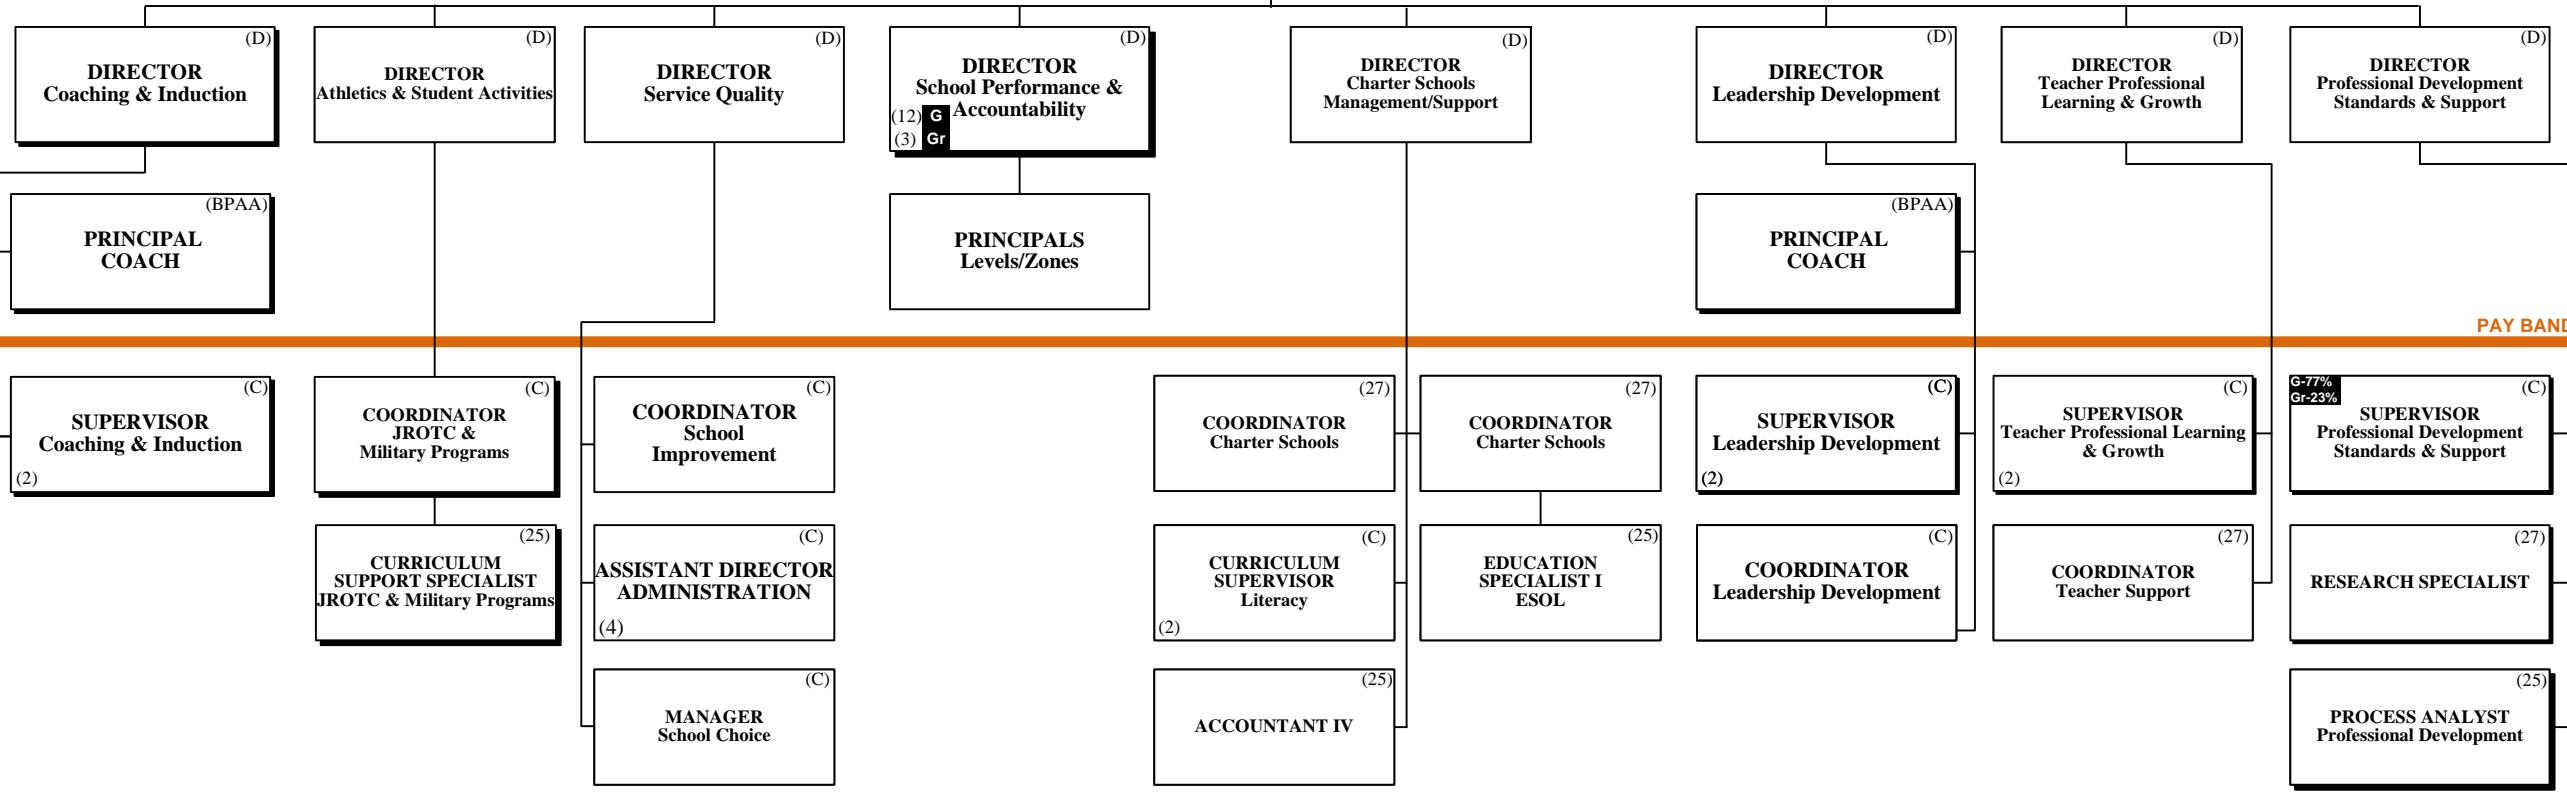 (D)
DIRECTOR
Coaching & Induction
(D)
DIRECTOR
Athletics & Student Activities
(D)
DIRECTOR
Service Quality
(D)
DIRECTOR
School Performance &
Accountability
(12) G
(3) Gr
(D)
DIRECTOR
Charter Schools
Management/Support
(D)
DIRECTOR
Leadership Development
(D)
DIRECTOR
Teacher Professional
Learning & Growth
(D)
DIRECTOR
Professional Development
Standards & Support
(BPAA)
PRINCIPAL
COACH
PRINCIPALS
Levels/Zones
(BPAA)
PRINCIPAL
COACH
PAY BAND
(C)
SUPERVISOR
Coaching & Induction
(2)
(C)
COORDINATOR
JROTC &
Military Programs
(C)
COORDINATOR
School
Improvement
(27)
COORDINATOR
Charter Schools
(27)
COORDINATOR
Charter Schools
(C)
SUPERVISOR
Leadership Development
(2)
(C)
SUPERVISOR
Teacher Professional Learning
& Growth
(2)
G-77%
Gr-23%
(C)
SUPERVISOR
Professional Development
Standards & Support
(25)
CURRICULUM
SUPPORT SPECIALIST
JROTC & Military Programs
(C)
ASSISTANT DIRECTOR
ADMINISTRATION
(4)
(C)
CURRICULUM
SUPERVISOR
Literacy
(2)
(25)
EDUCATION
SPECIALIST I
ESOL
(C)
COORDINATOR
Leadership Development
(27)
COORDINATOR
Teacher Support
(27)
RESEARCH SPECIALIST
(C)
MANAGER
School Choice
(25)
ACCOUNTANT IV
(25)
PROCESS ANALYST
Professional Development